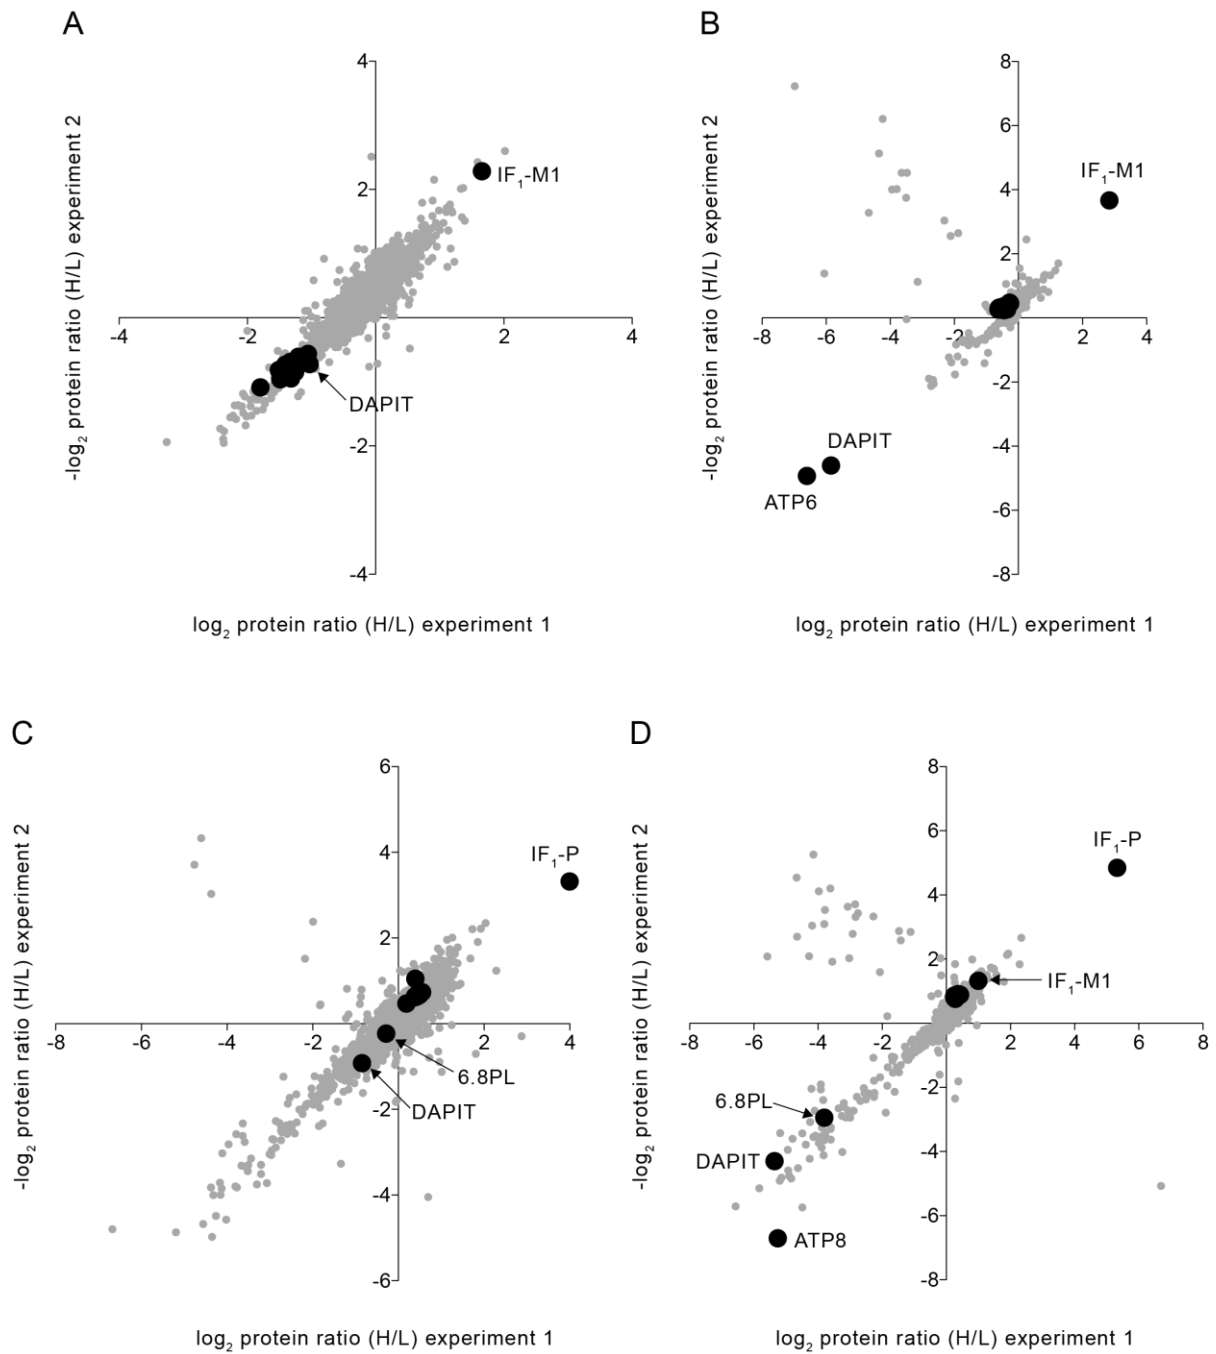 A
4
2
-4
-2
2
4
-2
-4
IF₁-M1
DAPIT
-log₂ protein ratio (H/L) experiment 2
log₂ protein ratio (H/L) experiment 1
B
8
6
4
2
-8
-6
-4
-2
2
4
-2
-4
-6
-8
IF₁-M1
DAPIT
ATP6
-log₂ protein ratio (H/L) experiment 2
log₂ protein ratio (H/L) experiment 1
C
6
4
2
-8
-6
-4
-2
2
4
-2
-4
-6
IF₁-P
6.8PL
DAPIT
-log₂ protein ratio (H/L) experiment 2
log₂ protein ratio (H/L) experiment 1
D
8
6
4
2
-8
-6
-4
-2
2
4
6
8
-2
-4
-6
-8
IF₁-P
IF₁-M1
6.8PL
DAPIT
ATP8
-log₂ protein ratio (H/L) experiment 2
log₂ protein ratio (H/L) experiment 1